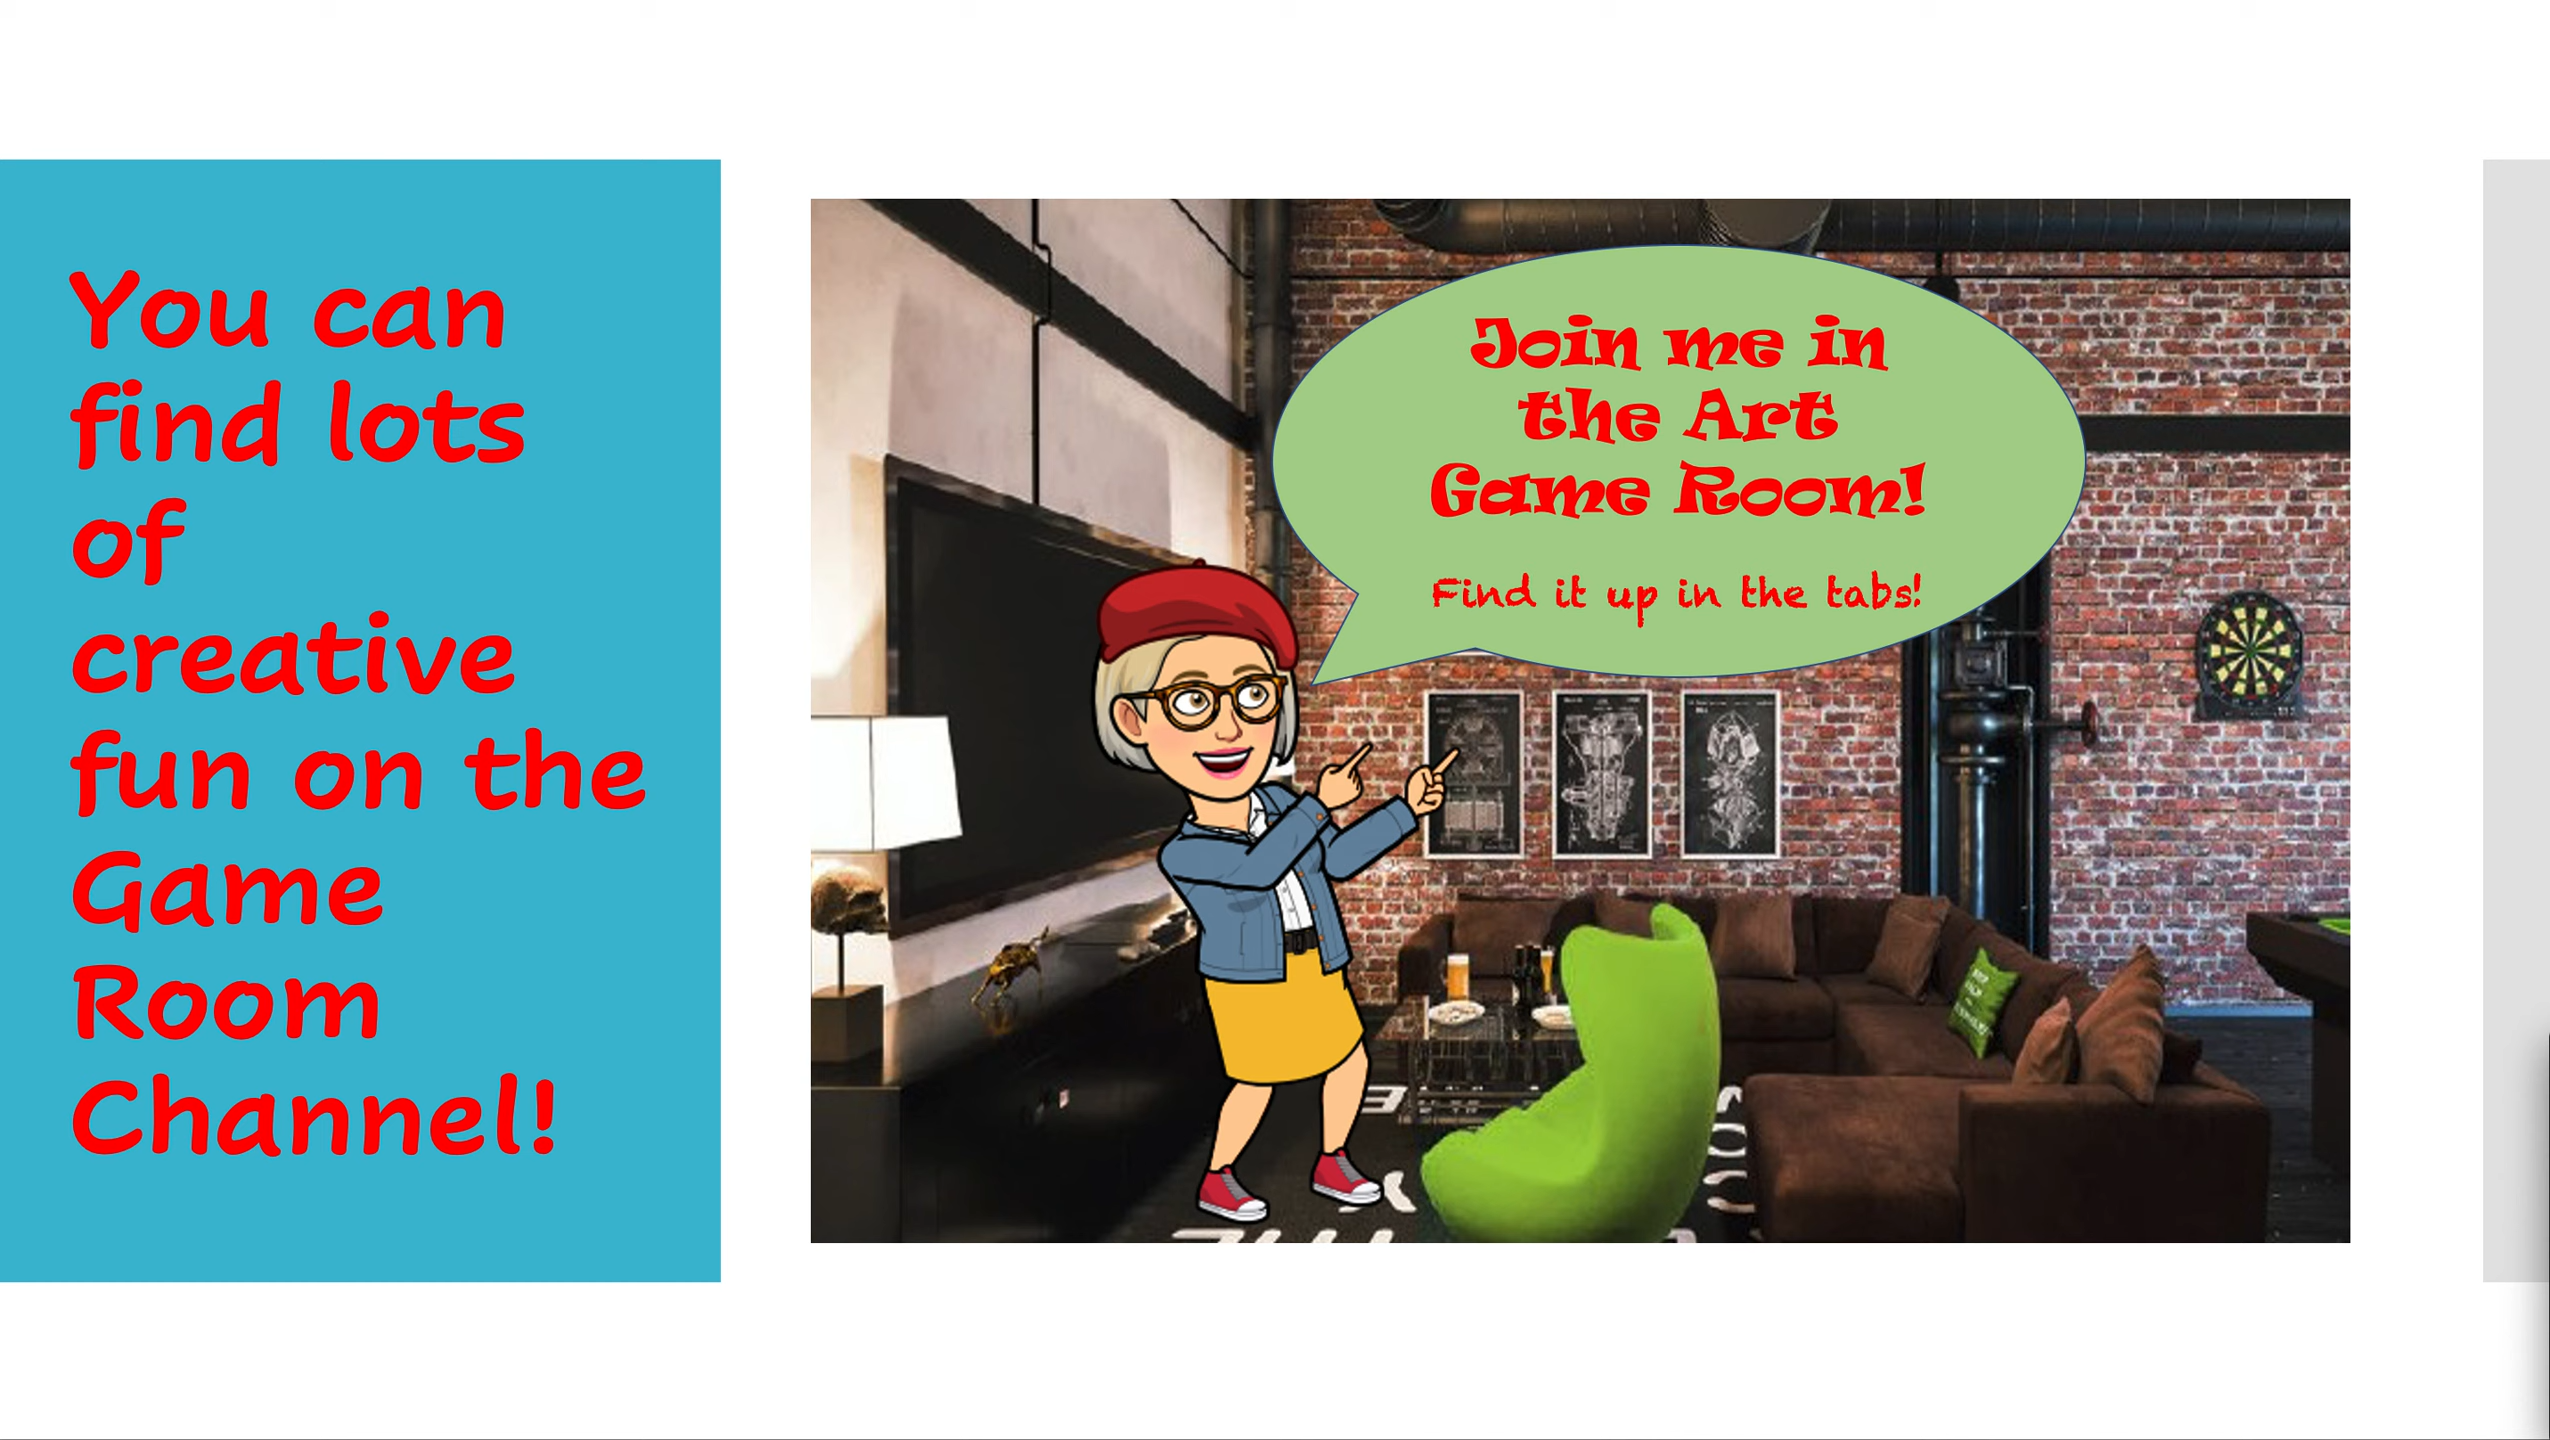 You can
find lots
of
creative
fun on the
Game
Room
Channel!
Join me in
the Art
Game Room!
Find it up in the tabs!